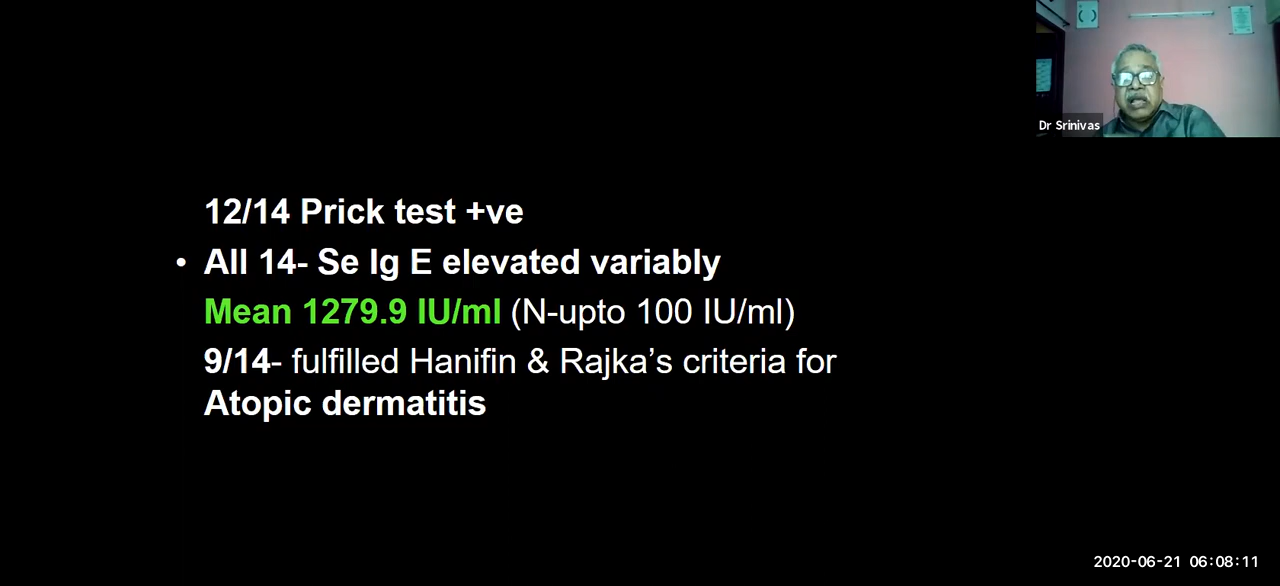 Dr Srinivas
12/14 Prick test +ve
• All 14- Se Ig E elevated variably
Mean 1279.9 IU/ml (N-upto 100 IU/ml)
9/14- fulfilled Hanifin & Rajka’s criteria for
Atopic dermatitis
2020-06-21 06:08:11